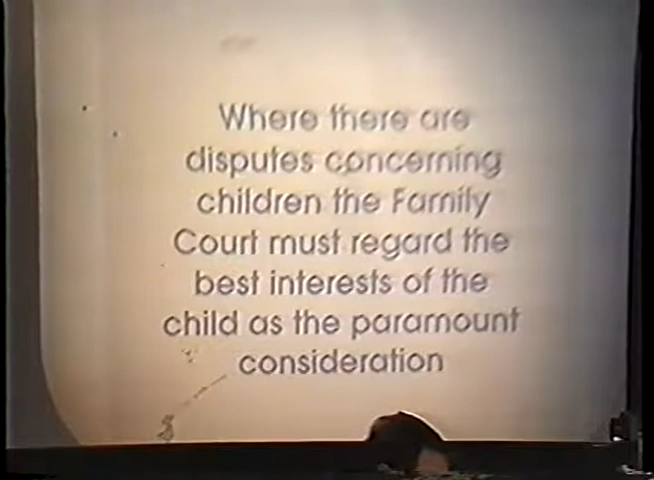 Where there are
disputes concerning
children the Family
Court must regard the
best interests of the
child as the paramount
consideration